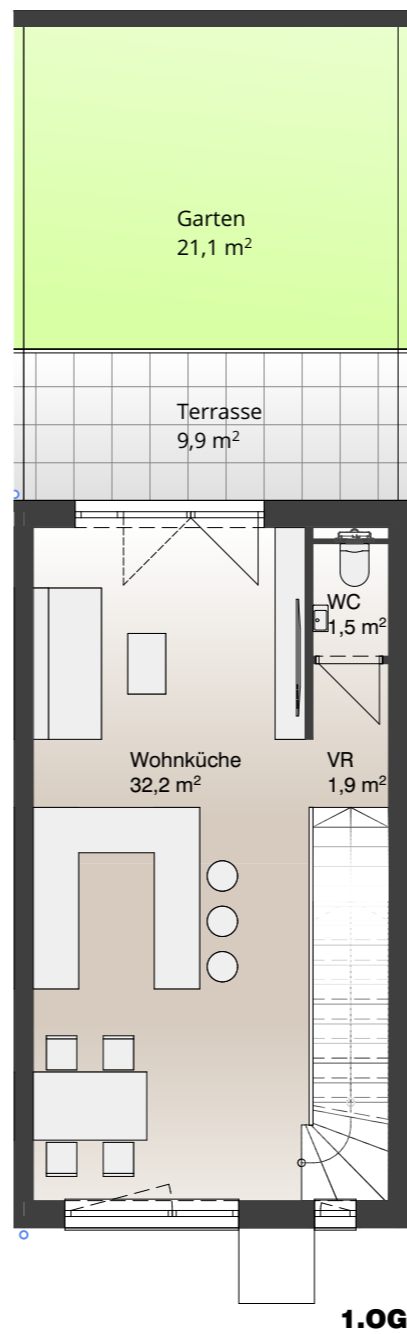 Garten
21,1 m²
Terrasse
9,9 m²
WC
1,5 m²
Wohnküche
32,2 m²
VR
1,9 m²
1.OG